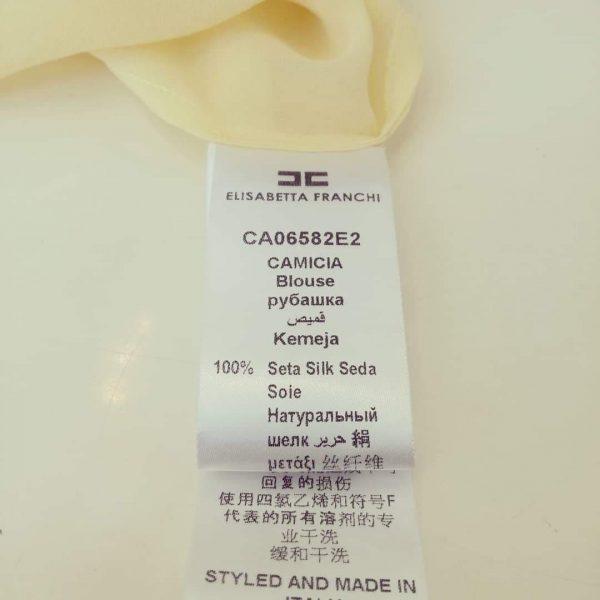 ELISABETTA FRANCHI
CA06582E2
CAMICIA
Blouse
рубашка
قميص
Kemeja
100% Seta Silk Seda
Soie
Натуральный
шелк حرير 絹
μετάξι 丝纤维
回复的损伤
使用四氯乙烯和符号F
代表的所有溶剂的专
业干洗
缓和干洗
STYLED AND MADE IN